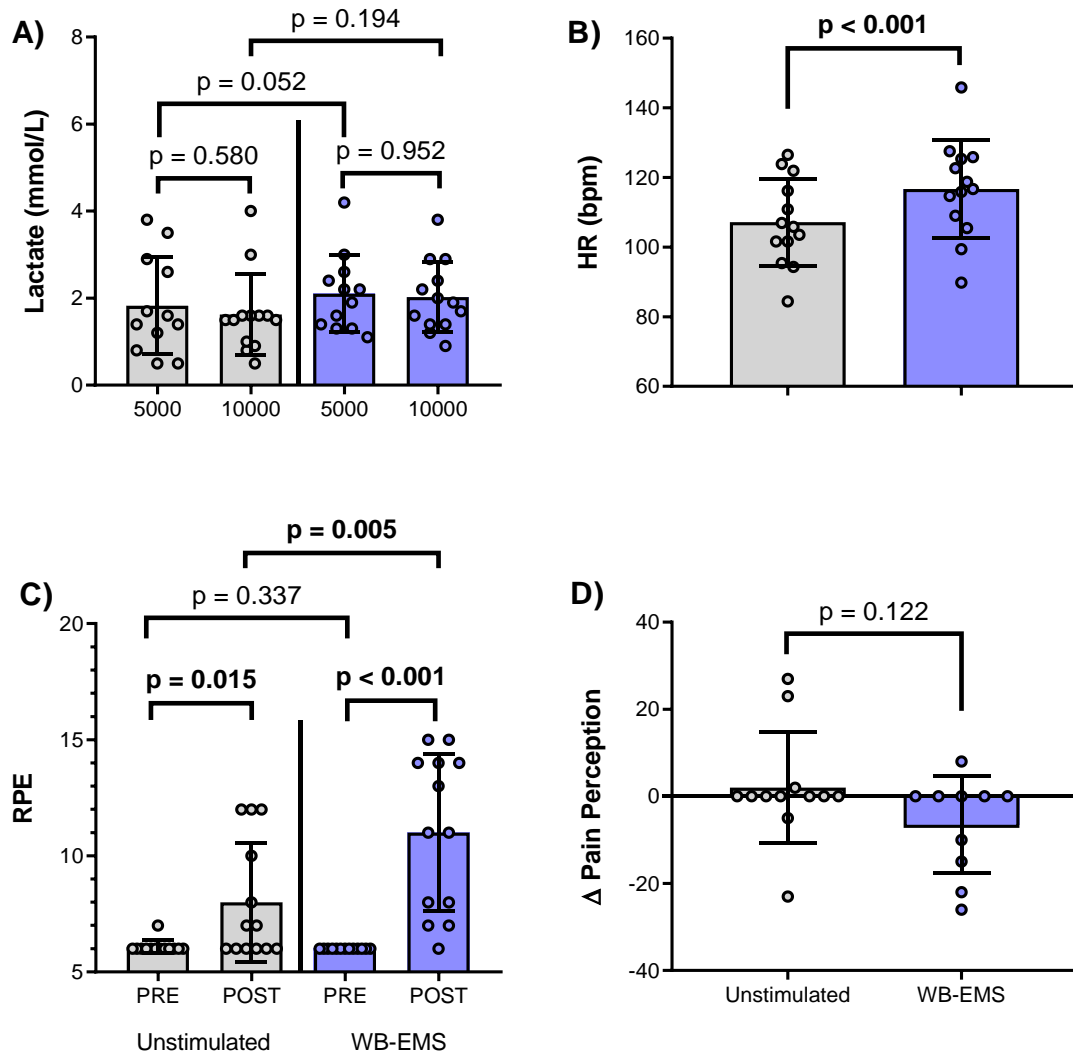 A)
p = 0.194
p = 0.052
p = 0.580
p = 0.952
Lactate (mmol/L)
8
6
4
2
0
5000 10000 5000 10000
B)
p < 0.001
HR (bpm)
160
140
120
100
80
60
C)
p = 0.005
p = 0.337
p = 0.015
p < 0.001
RPE
20
15
10
5
PRE POST PRE POST
Unstimulated WB-EMS
D)
p = 0.122
Δ Pain Perception
40
20
0
-20
-40
Unstimulated WB-EMS